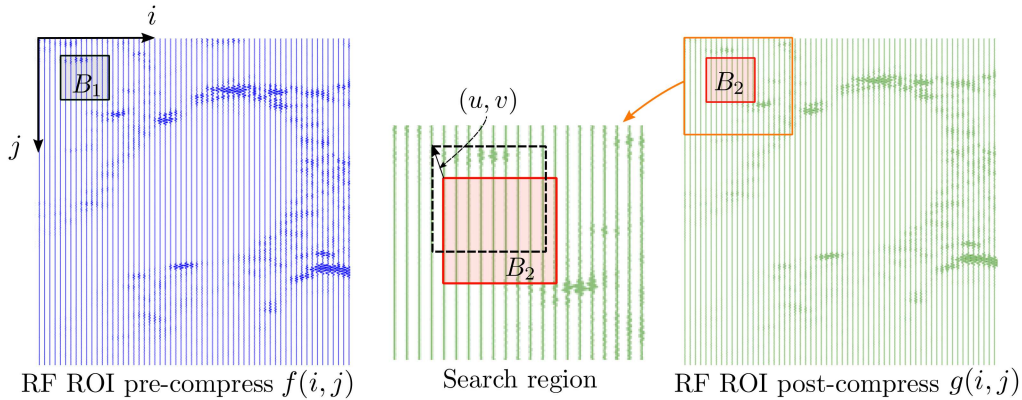 i
B₁
j
RF ROI pre-compress f(i, j)
(u, v)
B₂
Search region
B₂
RF ROI post-compress g(i, j)